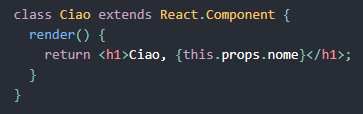 class Ciao extends React.Component {
  render() {
    return <h1>Ciao, {this.props.nome}</h1>;
  }
}